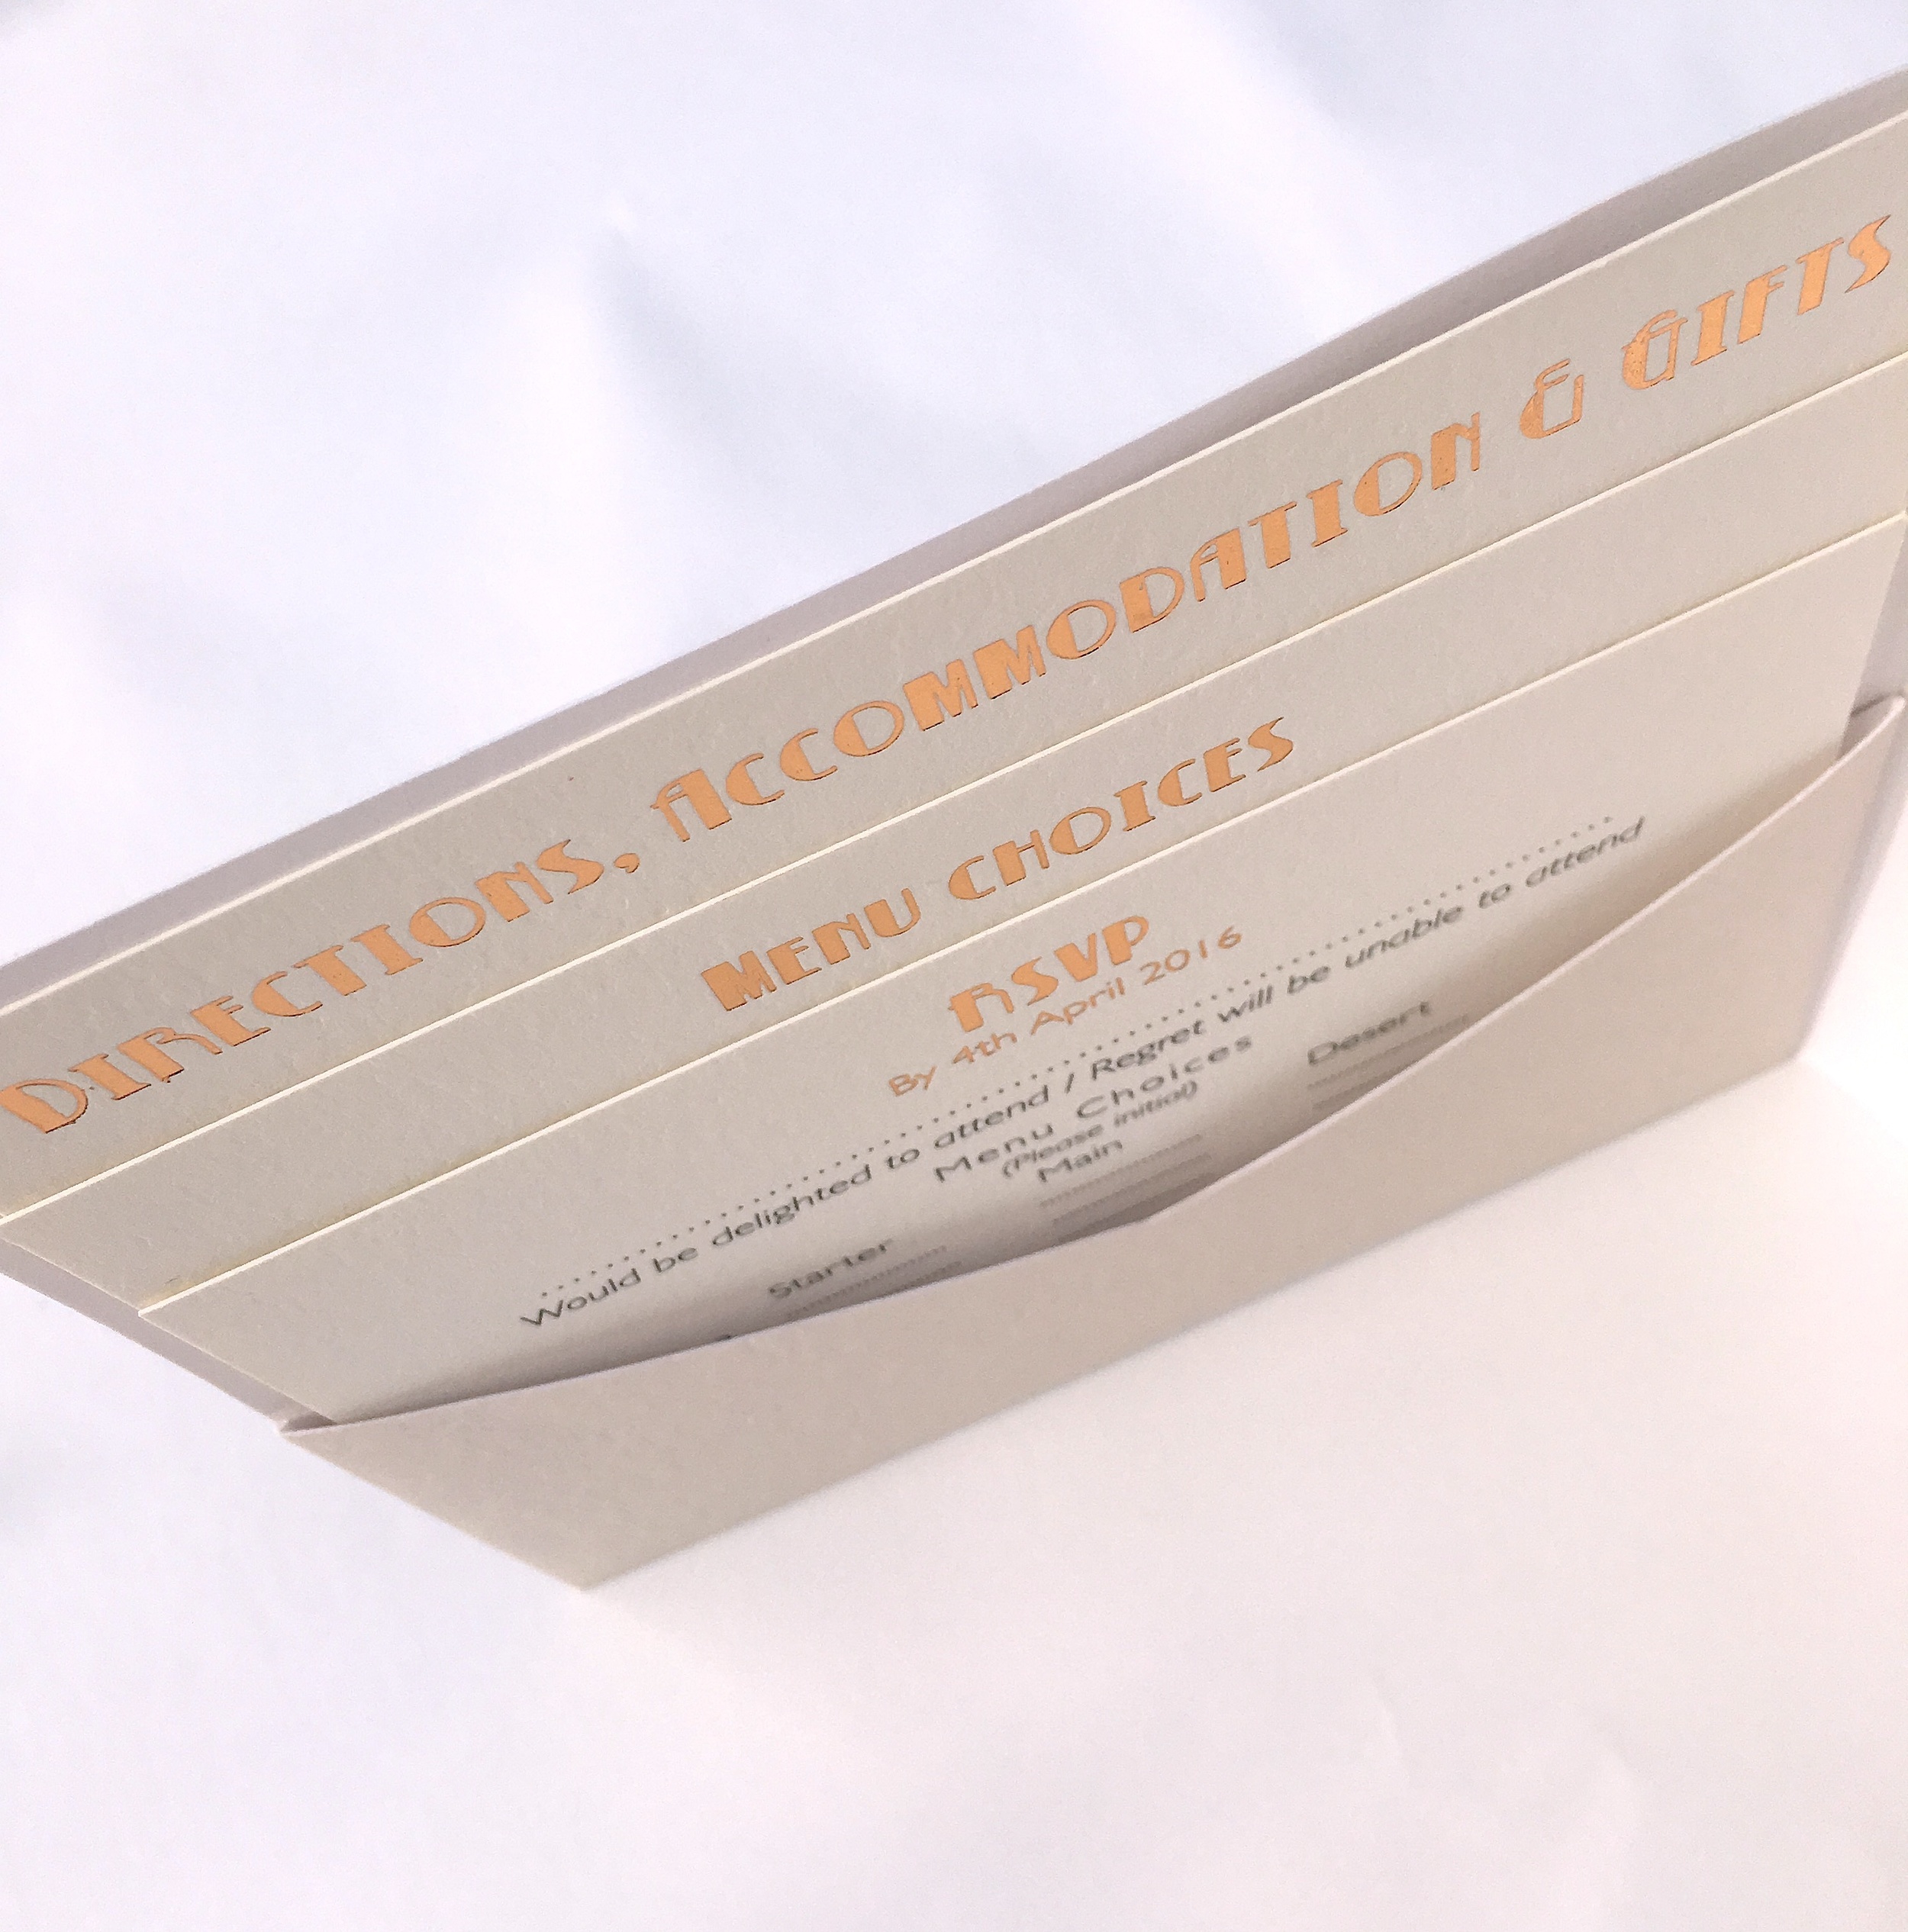 DIRECTIONS, ACCOMMODATION & GIFTS
MENU CHOICES
RSVP
By 4th April 2016
Would be delighted to attend / Regret will be unable to attend
Menu Choices
(Please initial)
Starter Main Desert